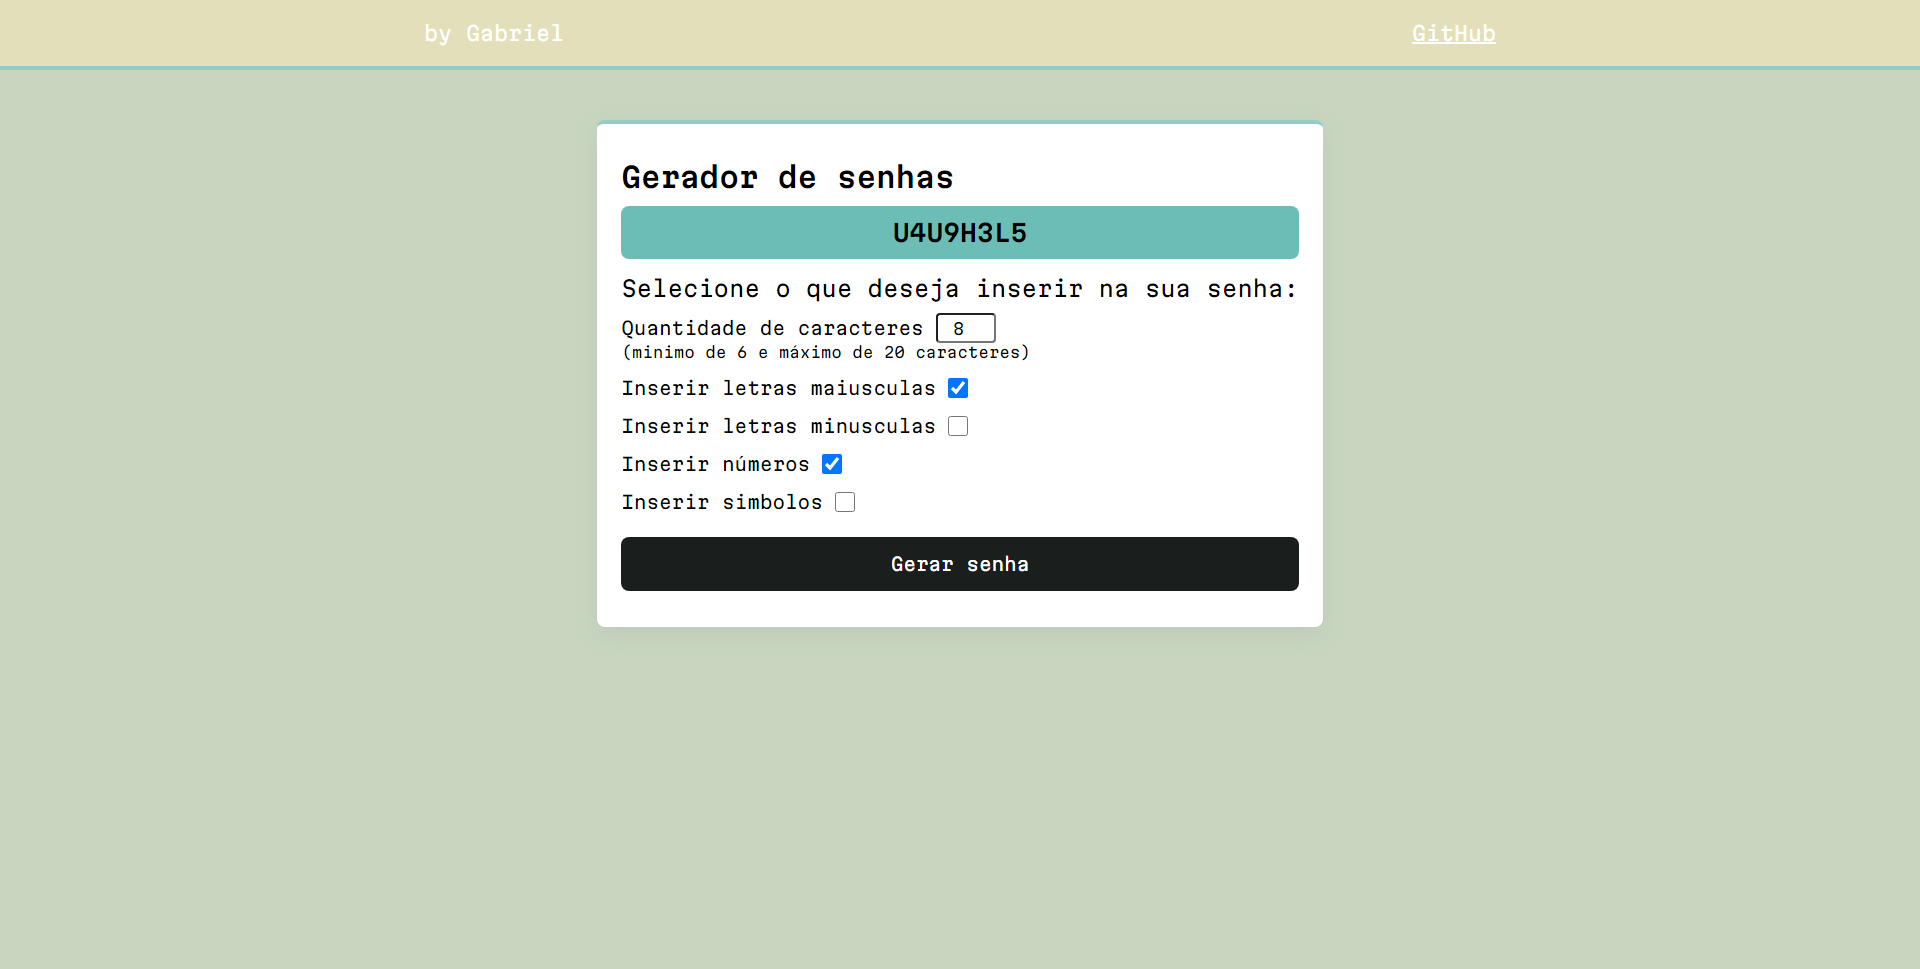 by Gabriel
GitHub
Gerador de senhas
U4U9H3L5
Selecione o que deseja inserir na sua senha:
Quantidade de caracteres 8
(minimo de 6 e máximo de 20 caracteres)
Inserir letras maiusculas
Inserir letras minusculas
Inserir números
Inserir simbolos
Gerar senha